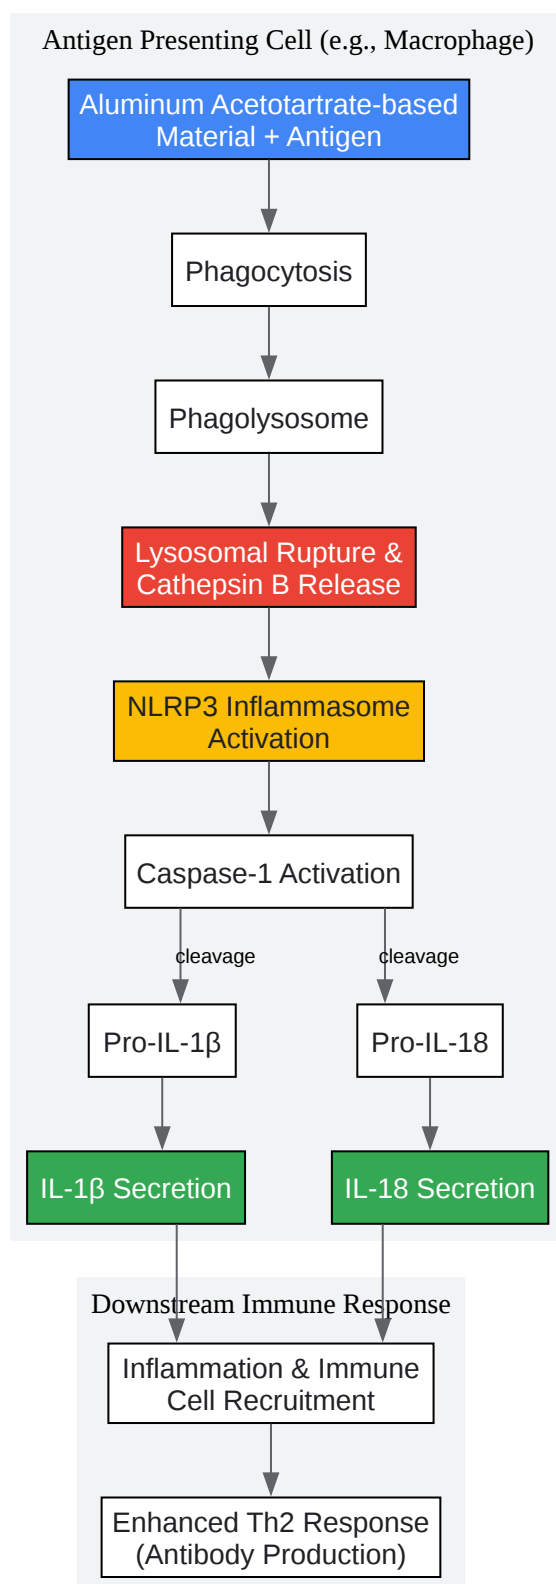 Antigen Presenting Cell (e.g., Macrophage)
Aluminum Acetotartrate-based
Material + Antigen
Phagocytosis
Phagolysosome
Lysosomal Rupture &
Cathepsin B Release
NLRP3 Inflammasome
Activation
Caspase-1 Activation
cleavage
cleavage
Pro-IL-1β
Pro-IL-18
IL-1β Secretion
IL-18 Secretion
Downstream Immune Response
Inflammation & Immune
Cell Recruitment
Enhanced Th2 Response
(Antibody Production)